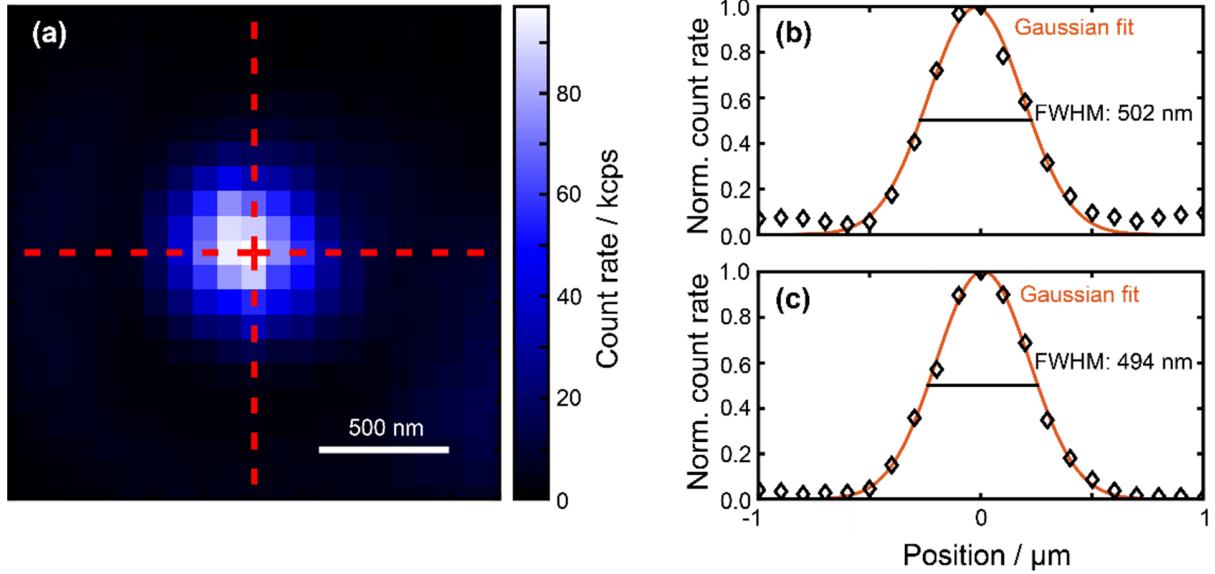 (a)
500 nm
80
60
40
20
0
Count rate / kcps
(b)
Gaussian fit
FWHM: 502 nm
1.0
0.8
0.6
0.4
0.2
0.0
Norm. count rate
(c)
Gaussian fit
FWHM: 494 nm
1.0
0.8
0.6
0.4
0.2
0.0
Norm. count rate
-1
0
1
Position / µm